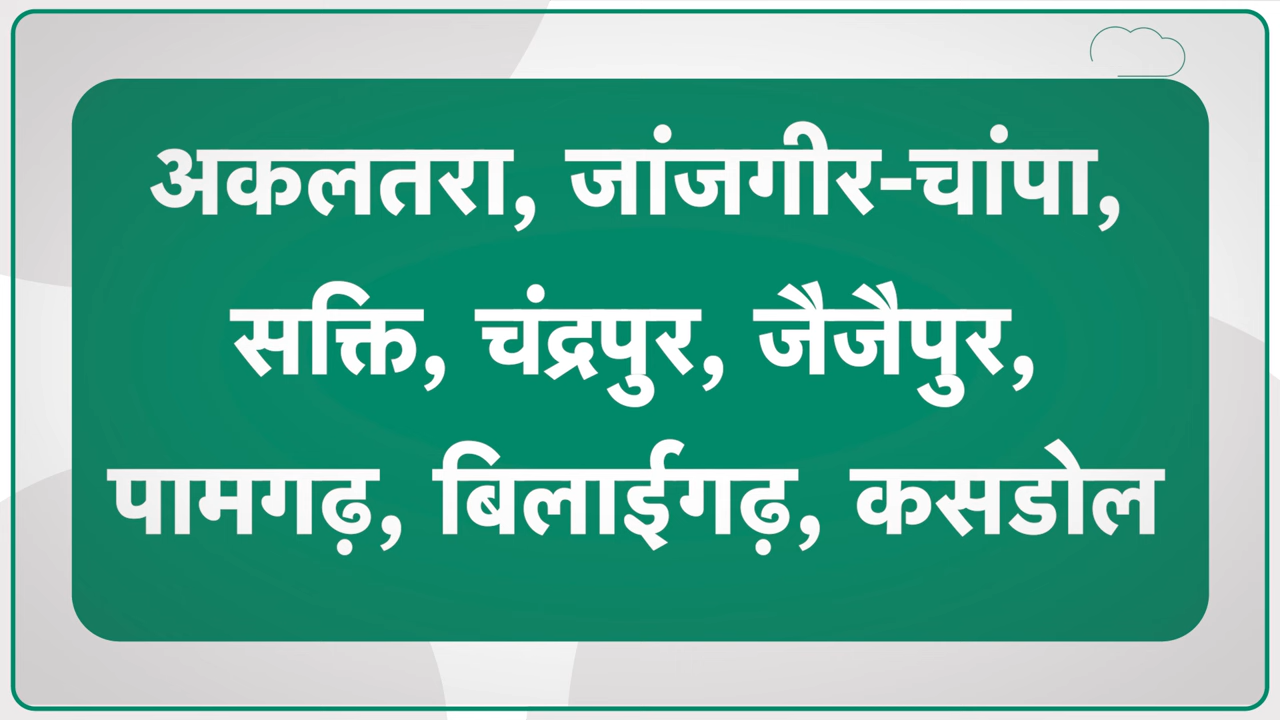 अकलतरा, जांजगीर-चांपा,
सक्ति, चंद्रपुर, जैजैपुर,
पामगढ़, बिलाईगढ़, कसडोल